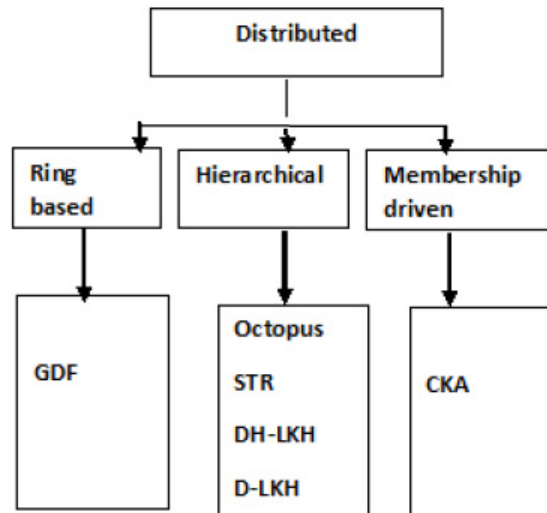 Distributed
Ring
based
Hierarchical
Membership
driven
GDF
Octopus
STR
DH-LKH
D-LKH
CKA